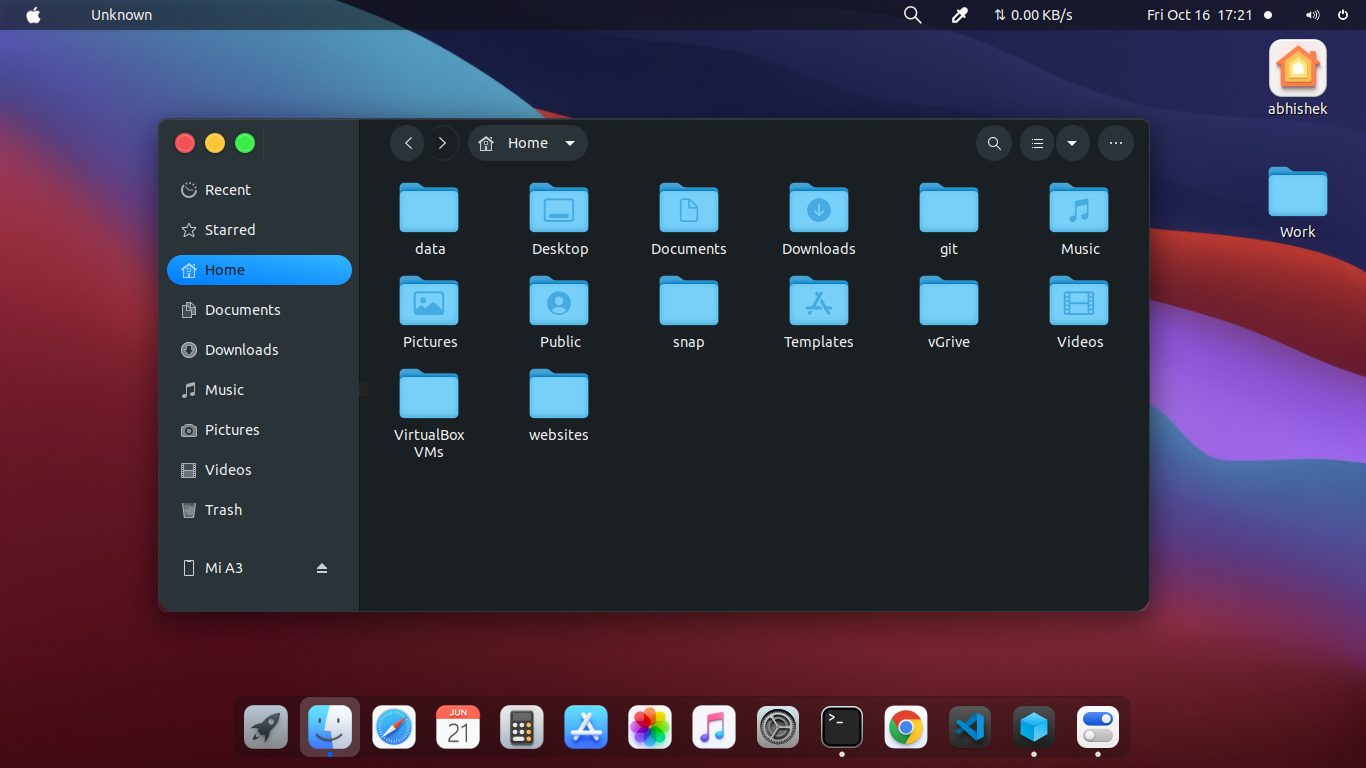 Unknown
0.00 KB/s
Fri Oct 16 17:21
abhishek
Work
Home
Recent
Starred
Home
Documents
Downloads
Music
Pictures
Videos
Trash
Mi A3
data
Desktop
Documents
Downloads
git
Music
Pictures
Public
snap
Templates
vGrive
Videos
VirtualBox
VMs
websites
JUN
21
>_